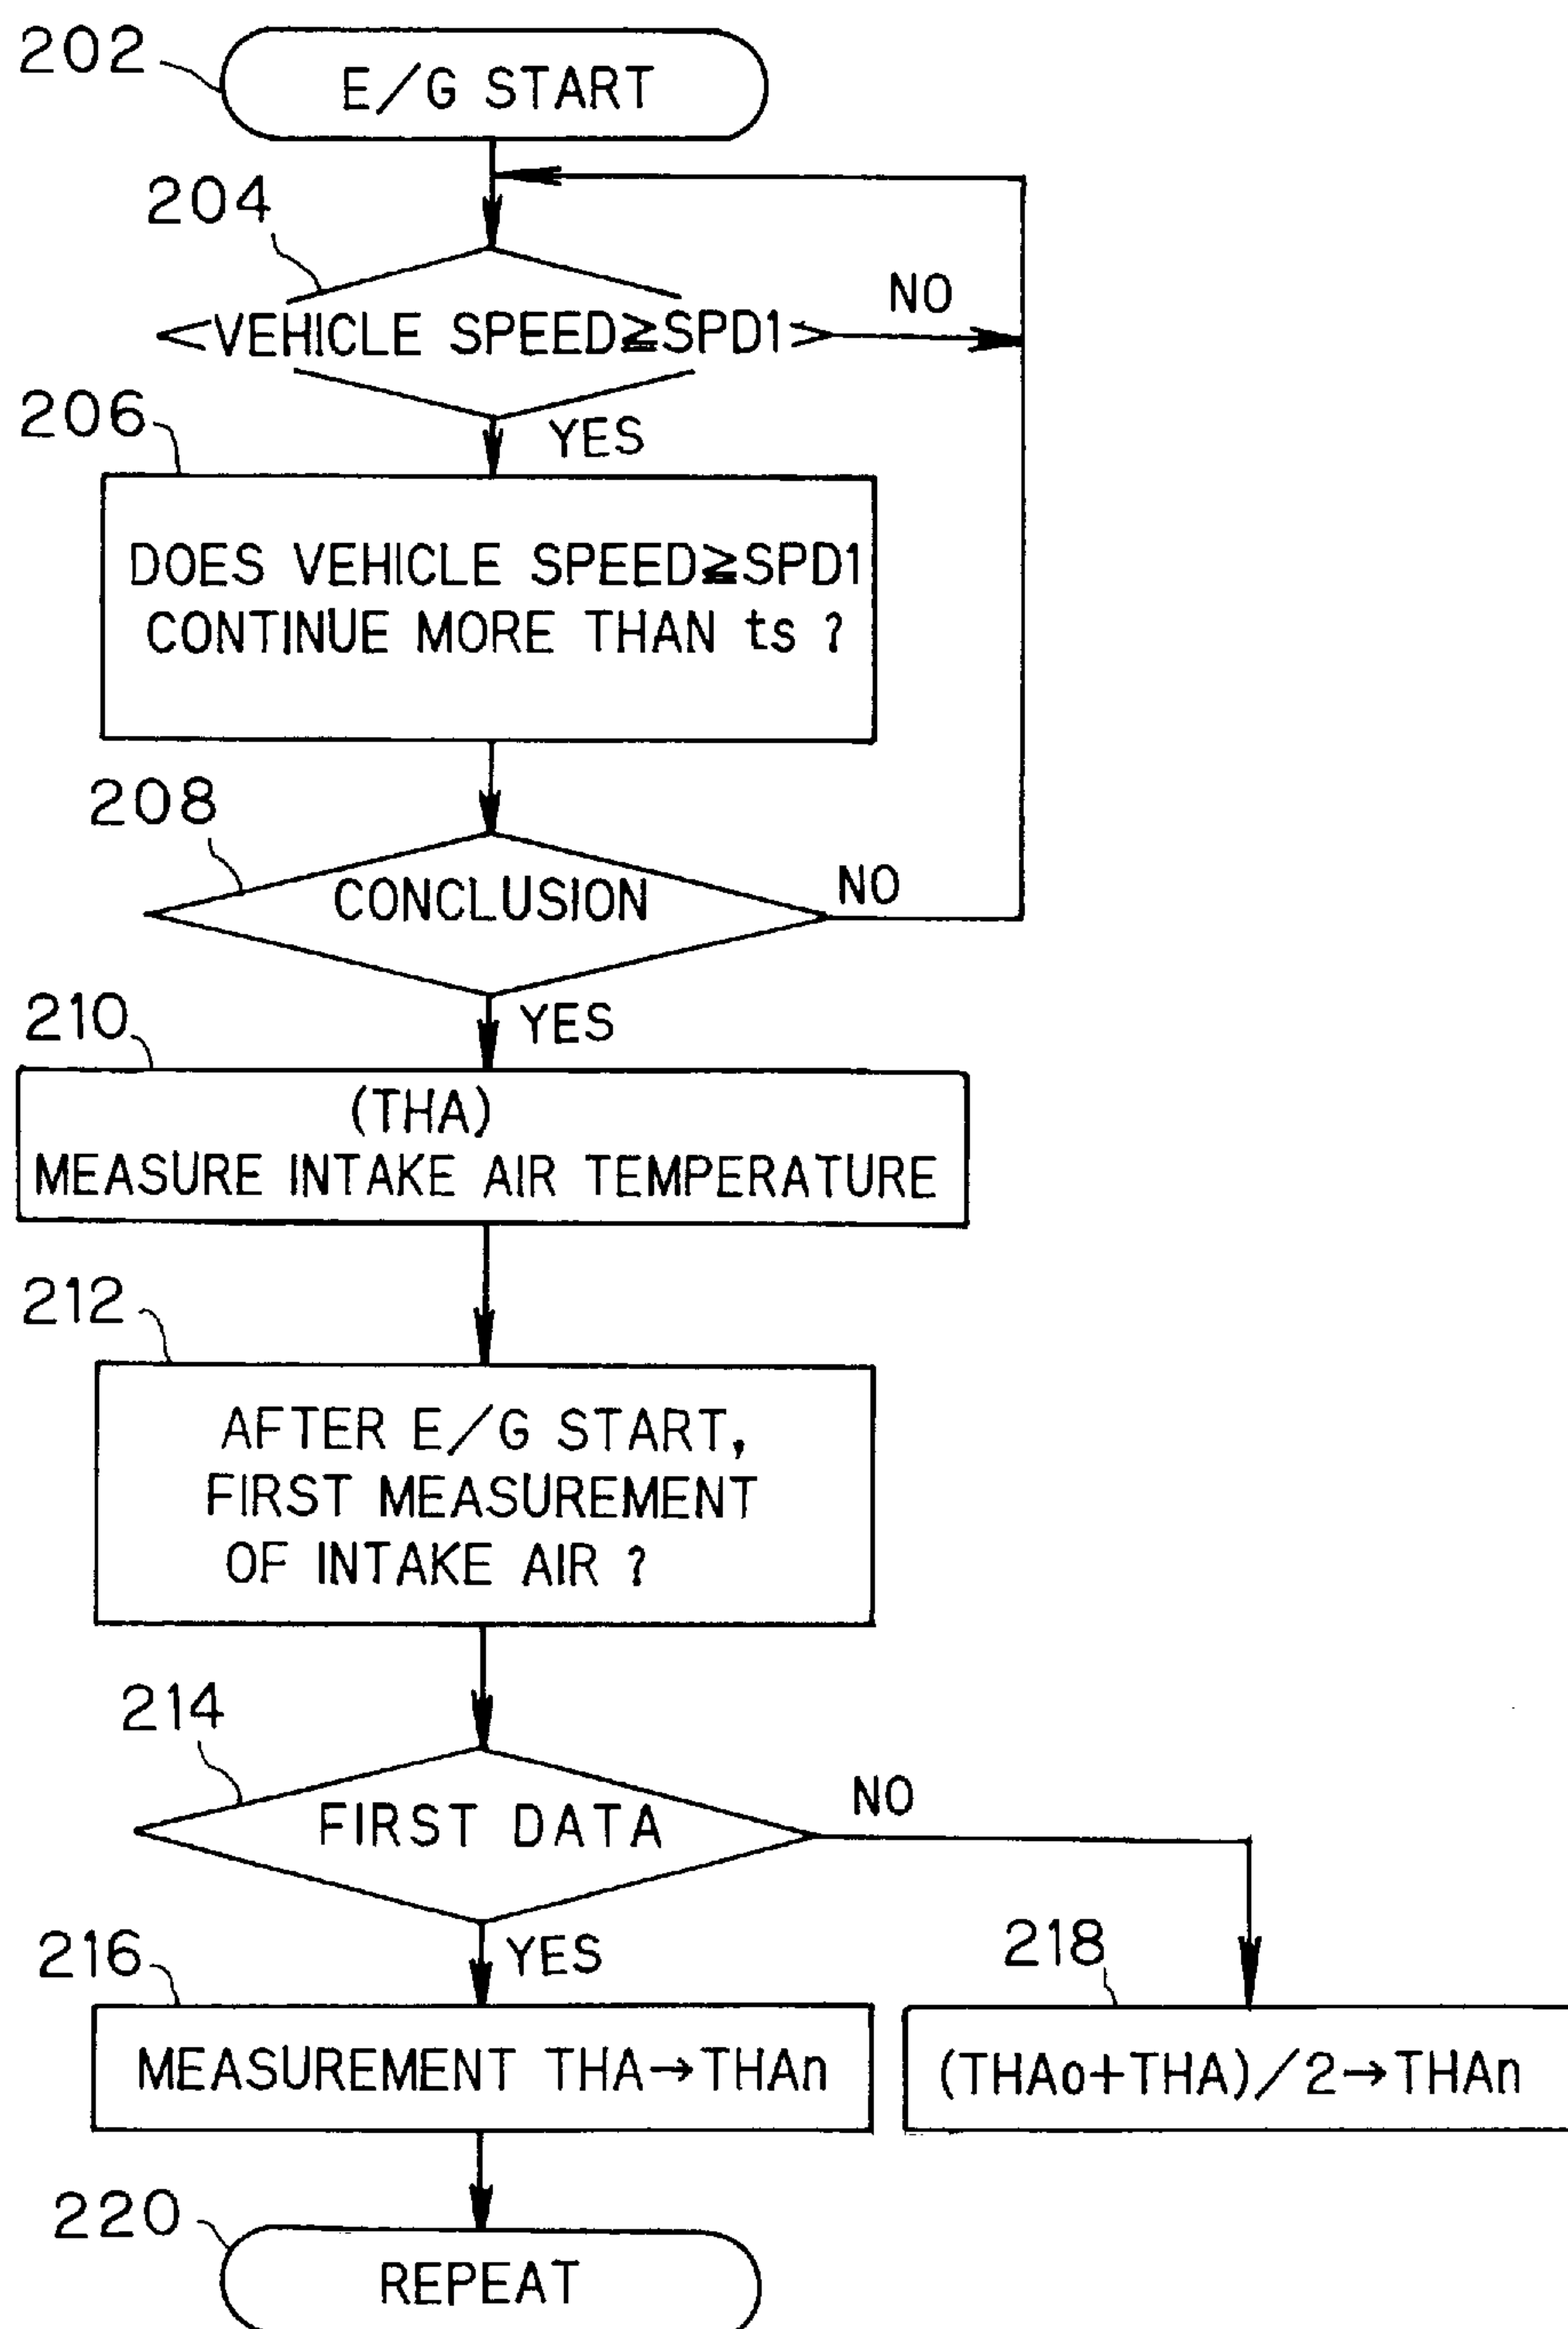 202
E/G START
204
NO
<VEHICLE SPEED≧SPD1>
206
YES
DOES VEHICLE SPEED≧SPD1
CONTINUE MORE THAN ts ?
208
CONCLUSION
NO
210
YES
(THA)
MEASURE INTAKE AIR TEMPERATURE
212
AFTER E/G START,
FIRST MEASUREMENT
OF INTAKE AIR ?
214
NO
FIRST DATA
216
YES
218
MEASUREMENT THA→THAn
(THAo+THA)/2→THAn
220
REPEAT